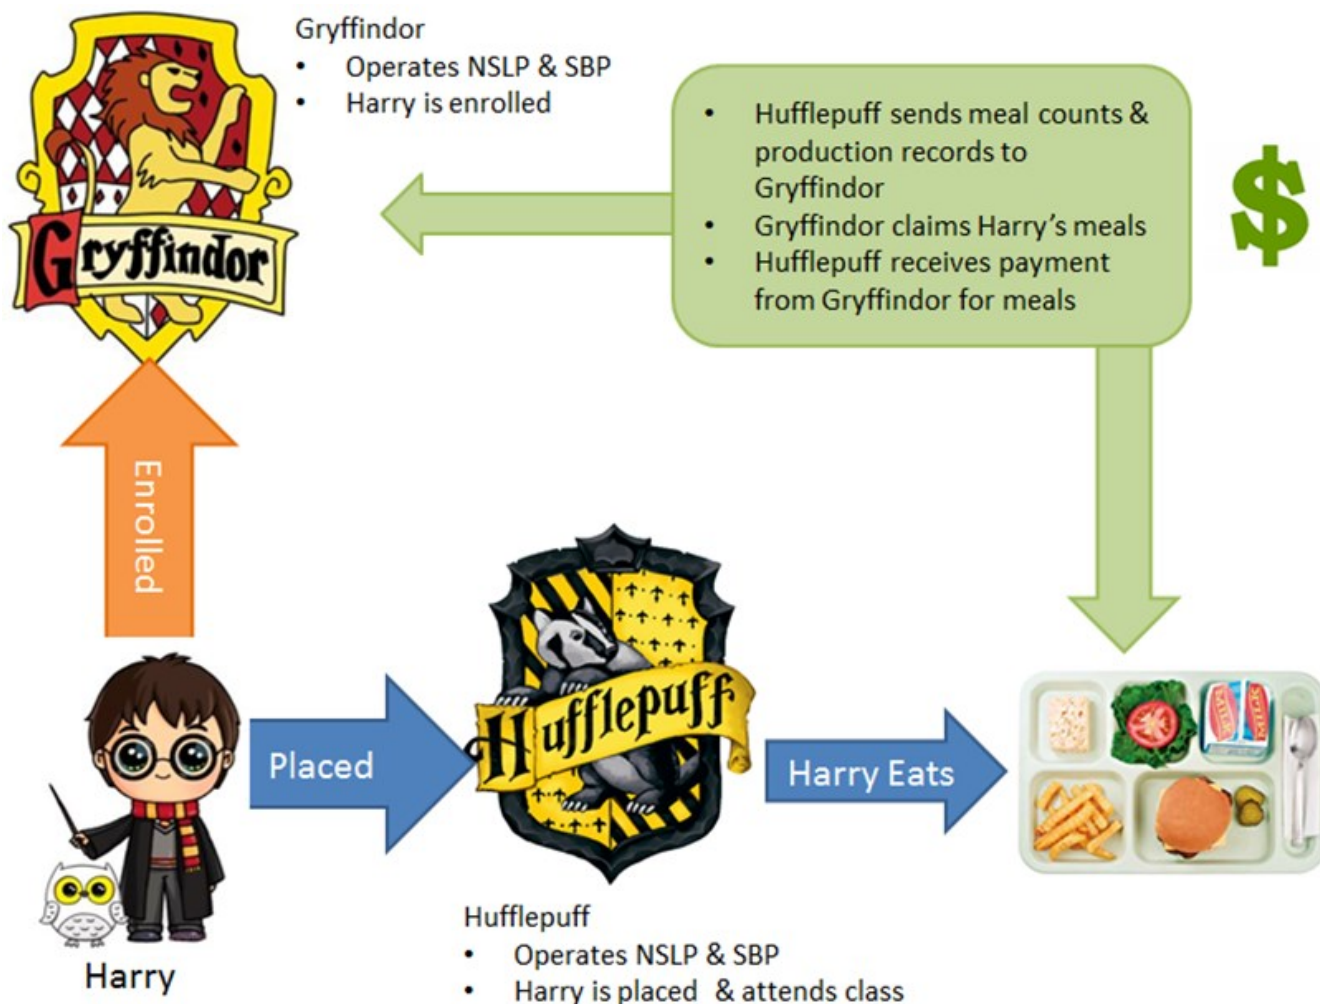 Gryffindor
• Operates NSLP & SBP
• Harry is enrolled
• Hufflepuff sends meal counts &
production records to
Gryffindor
• Gryffindor claims Harry's meals
• Hufflepuff receives payment
from Gryffindor for meals
$
Gryffindor
Enrolled
Placed
Hufflepuff
Harry Eats
MILK
MILK
Harry
Hufflepuff
• Operates NSLP & SBP
• Harry is placed & attends class